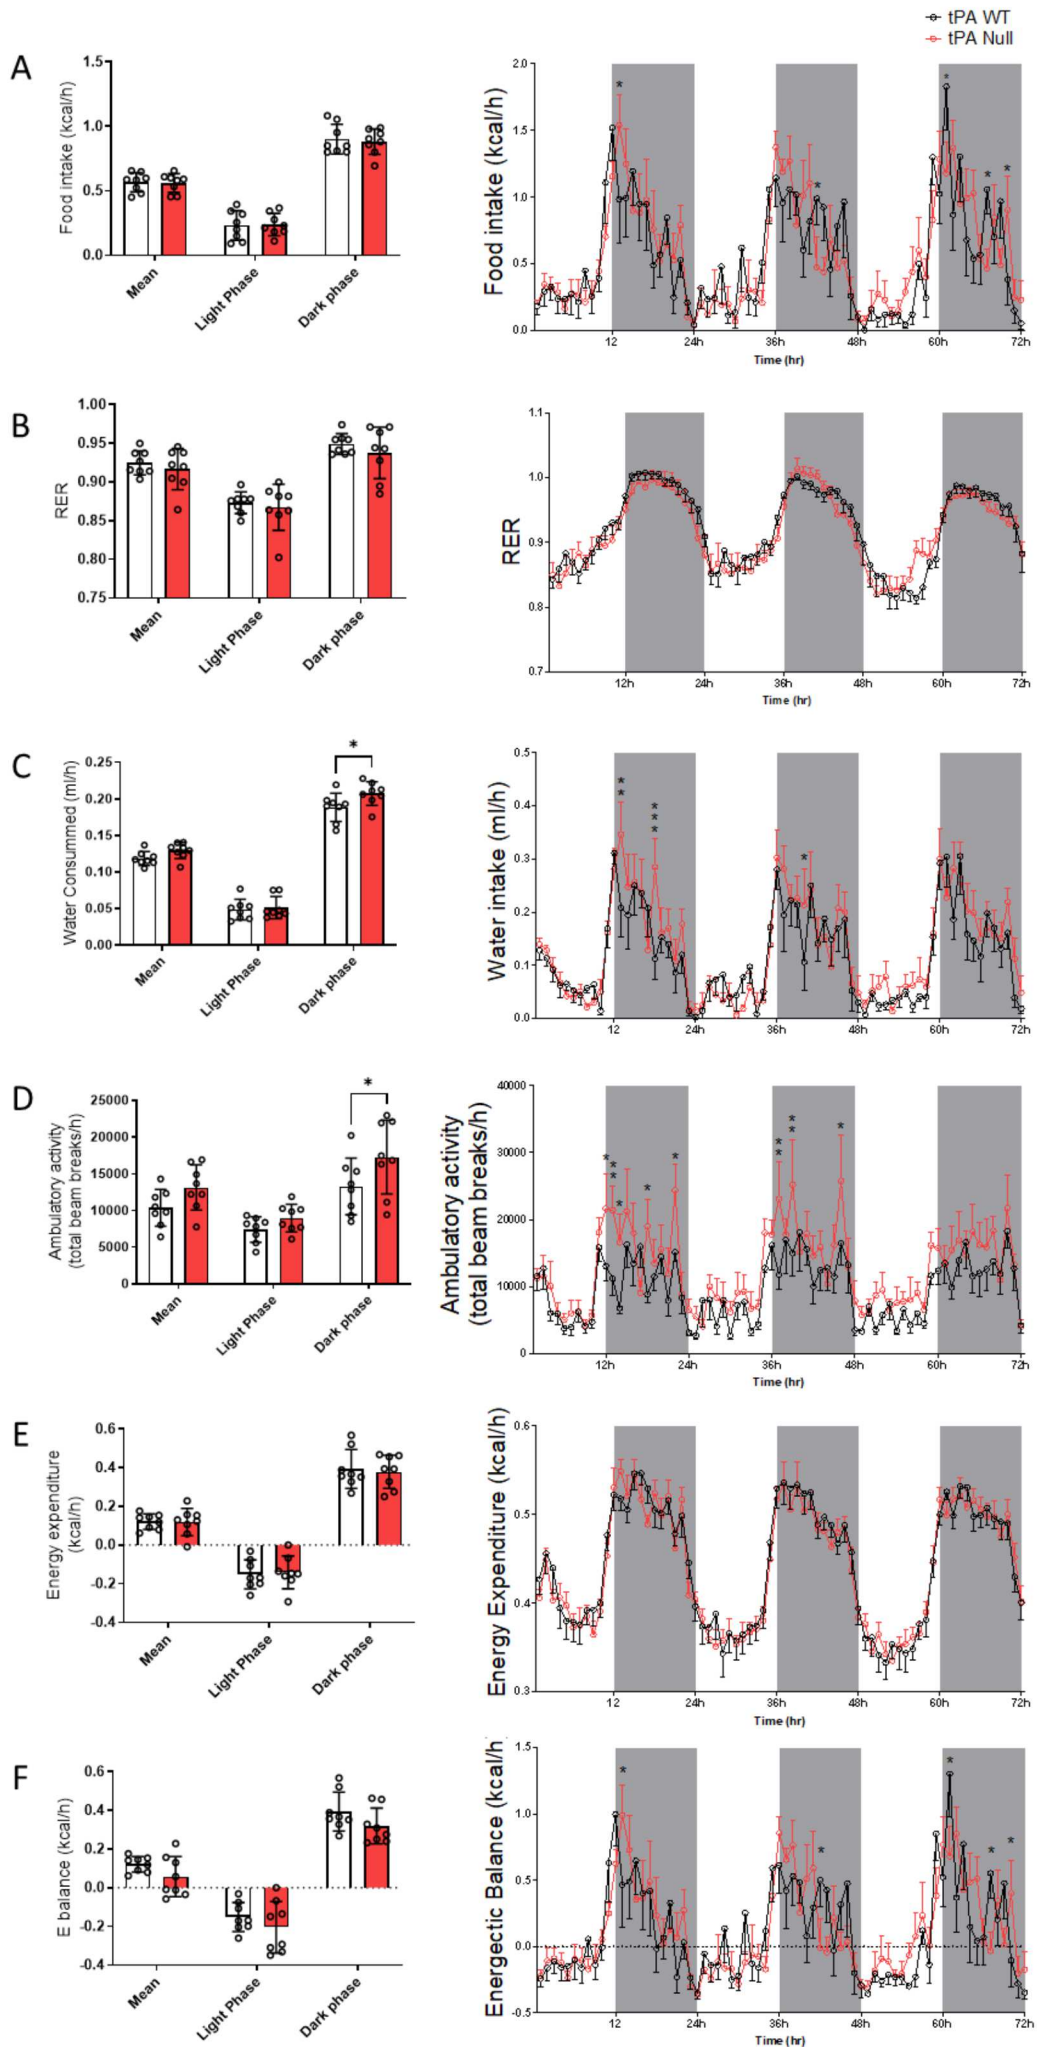 tPA WT
tPA Null
A
Food intake (kcal/h)
1.5
1.0
0.5
0.0
Mean
Light Phase
Dark phase
Food intake (kcal/h)
2.0
1.5
1.0
0.5
0.0
*
*
*
*
*
12
24h
36h
48h
60h
72h
Time (hr)
B
RER
1.00
0.95
0.90
0.85
0.80
0.75
Mean
Light Phase
Dark phase
RER
1.1
1.0
0.9
0.8
0.7
12h
24h
36h
48h
60h
72h
Time (hr)
C
Water Consummed (ml/h)
0.25
0.20
0.15
0.10
0.05
0.00
*
Mean
Light Phase
Dark phase
Water intake (ml/h)
0.5
0.4
0.3
0.2
0.1
0.0
**
***
*
12
24h
36h
48h
60h
72h
Time (hr)
D
Ambulatory activity
(total beam breaks/h)
25000
20000
15000
10000
5000
0
*
Mean
Light Phase
Dark phase
Ambulatory activity
(total beam breaks/h)
40000
30000
20000
10000
0
*
**
*
*
*
**
**
*
12h
24h
36h
48h
60h
72h
Time (hr)
E
Energy expenditure
(kcal/h)
0.6
0.4
0.2
0.0
-0.2
-0.4
Mean
Light Phase
Dark phase
Energy Expenditure (kcal/h)
0.6
0.5
0.4
0.3
12
24h
36h
48h
60h
72h
Time (hr)
F
E balance (kcal/h)
0.6
0.4
0.2
0.0
-0.2
-0.4
Mean
Light Phase
Dark phase
Energectic Balance (kcal/h
1.5
1.0
0.5
0.0
-0.5
*
*
*
*
*
12
24h
36h
48h
60h
72h
Time (hr)